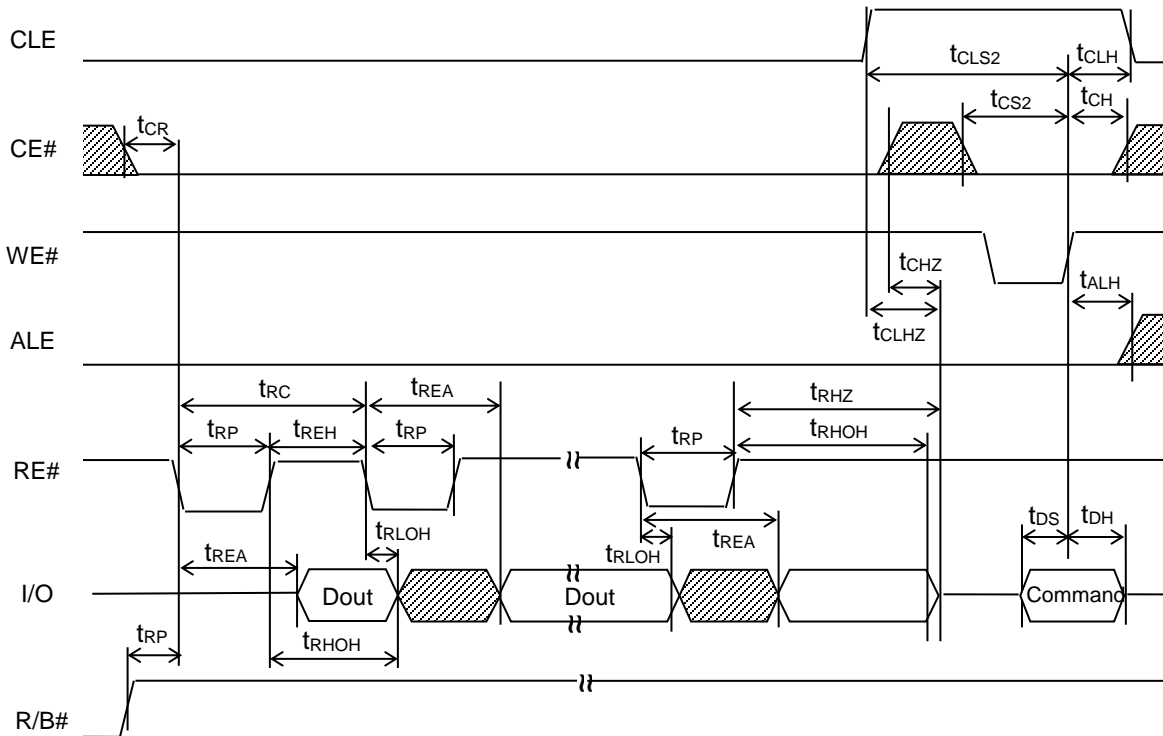 CLE
tCLS2
tCLH
tCS2
tCH
tCR
CE#
WE#
tCHZ
tALH
tCLHZ
ALE
tRC
tREA
tRHZ
tRP
tREH
tRP
tRP
tRHOH
RE#
tRLOH
tREA
tRLOH
tREA
tDS
tDH
I/O
Dout
Dout
Command
tRP
tRHOH
R/B#